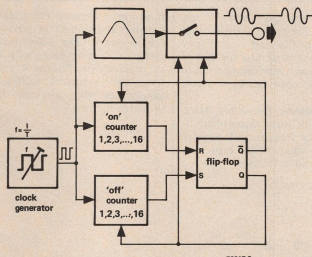 'on'
counter
1,2,3,...,16
f = 1/T
f
R
Q̄
flip-flop
S
Q
clock
generator
'off'
counter
1,2,3,...,16